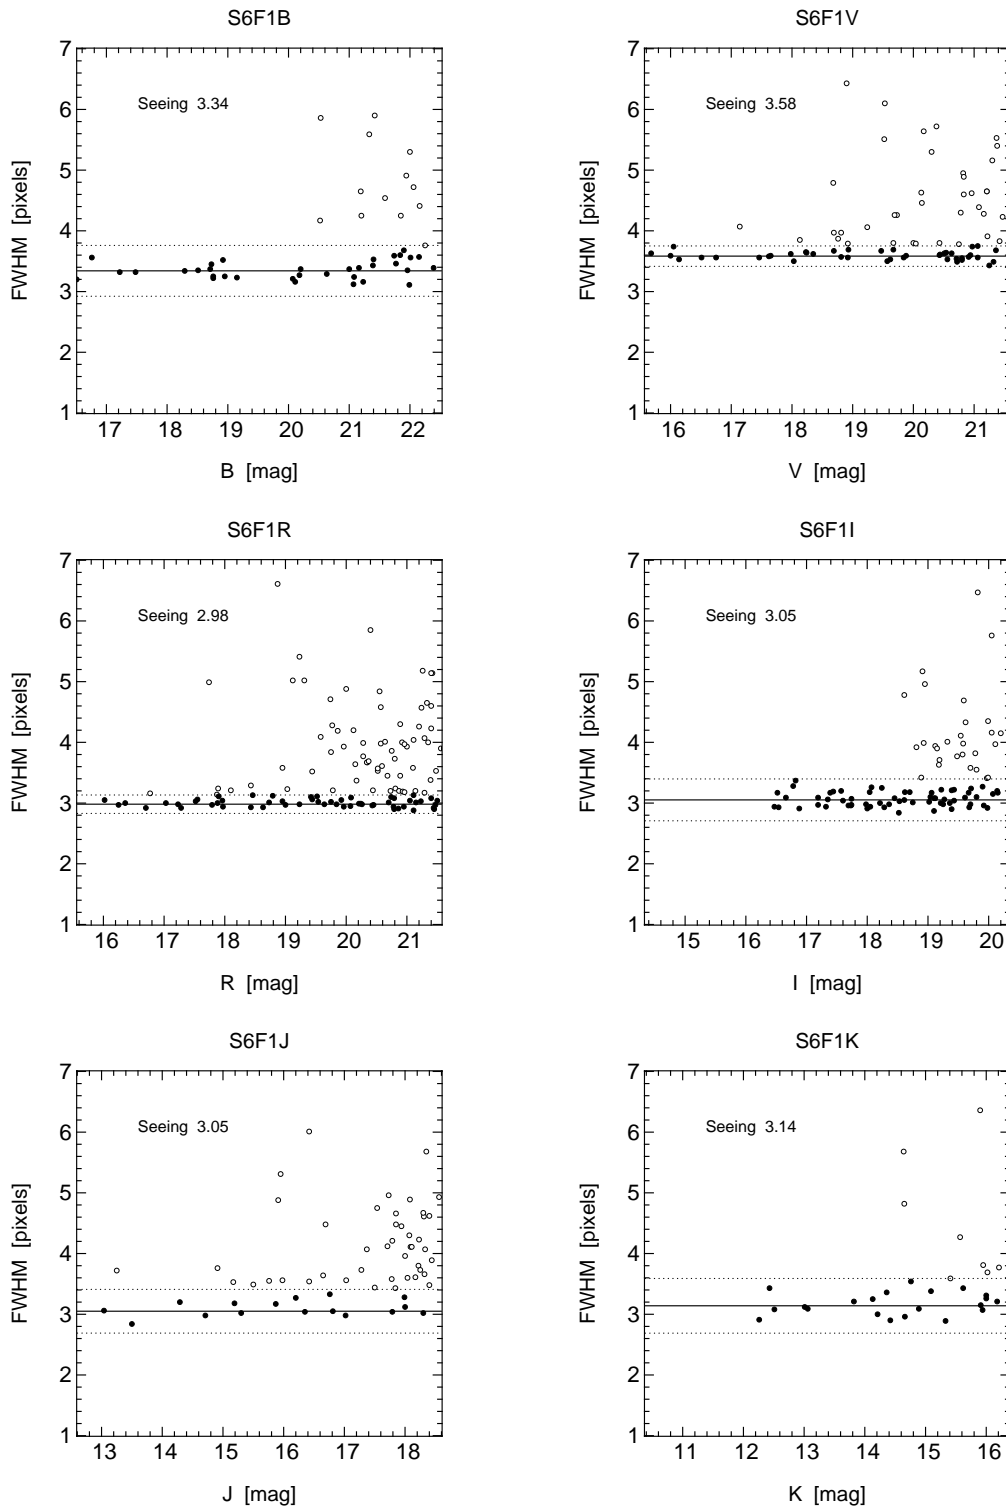 S6F1B
S6F1V
7
6
5
4
3
2
1
Seeing 3.34
FWHM [pixels]
17 18 19 20 21 22
B [mag]
7
6
5
4
3
2
1
Seeing 3.58
FWHM [pixels]
16 17 18 19 20 21
V [mag]
S6F1R
S6F1I
7
6
5
4
3
2
1
Seeing 2.98
FWHM [pixels]
16 17 18 19 20 21
R [mag]
7
6
5
4
3
2
1
Seeing 3.05
FWHM [pixels]
15 16 17 18 19 20
I [mag]
S6F1J
S6F1K
7
6
5
4
3
2
1
Seeing 3.05
FWHM [pixels]
13 14 15 16 17 18
J [mag]
7
6
5
4
3
2
1
Seeing 3.14
FWHM [pixels]
11 12 13 14 15 16
K [mag]